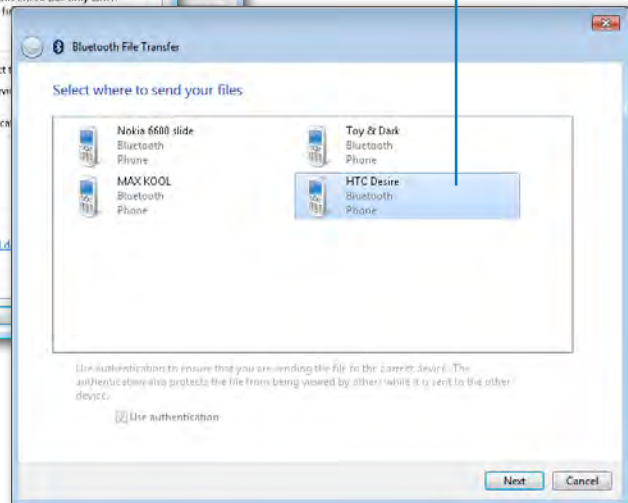 Bluetooth File Transfer
Select where to send your files
Nokia 6600 slide
Bluetooth
Phone
Toy & Dark
Bluetooth
Phone
MAX KOOL
Bluetooth
Phone
HTC Desire
Bluetooth
Phone
Use authentication to ensure that you are sending the file to the correct device. The
authentication also protects the file from being viewed by others while it is sent to the other
device.
Use authentication
Next
Cancel